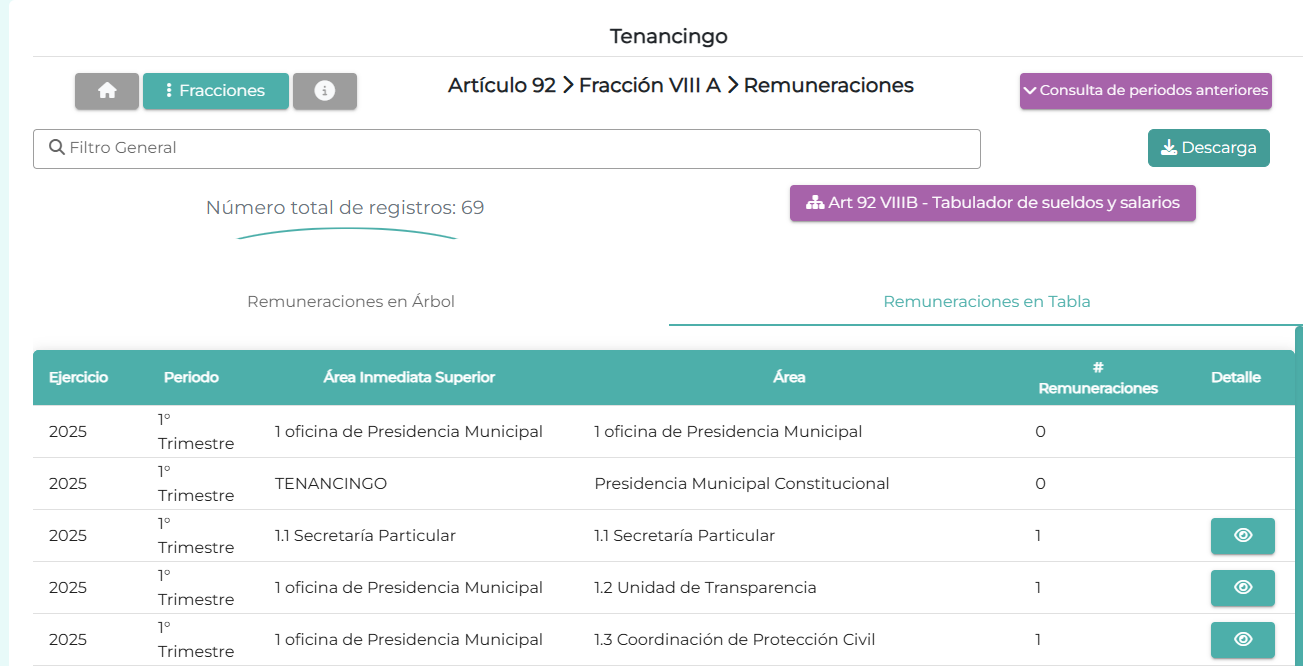 Tenancingo
Fracciones
Artículo 92 > Fracción VIII A > Remuneraciones
Consulta de periodos anteriores
Filtro General
Descarga
Número total de registros: 69
Art 92 VIIIB - Tabulador de sueldos y salarios
Remuneraciones en Árbol
Remuneraciones en Tabla
Ejercicio Periodo Área Inmediata Superior Área # Remuneraciones Detalle
2025 1° Trimestre 1 oficina de Presidencia Municipal 1 oficina de Presidencia Municipal 0
2025 1° Trimestre TENANCINGO Presidencia Municipal Constitucional 0
2025 1° Trimestre 1.1 Secretaría Particular 1.1 Secretaría Particular 1
2025 1° Trimestre 1 oficina de Presidencia Municipal 1.2 Unidad de Transparencia 1
2025 1° Trimestre 1 oficina de Presidencia Municipal 1.3 Coordinación de Protección Civil 1